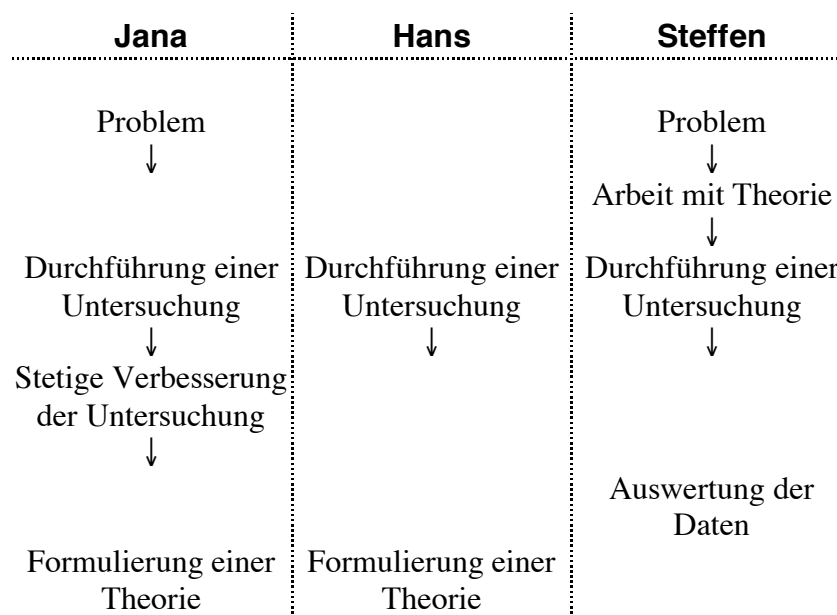 Jana Hans Steffen
Problem Problem
↓ ↓
Arbeit mit Theorie
↓
Durchführung einer Durchführung einer Durchführung einer
Untersuchung Untersuchung Untersuchung
↓ ↓ ↓
Stetige Verbesserung
der Untersuchung
↓
Auswertung der
Daten
Formulierung einer Formulierung einer
Theorie Theorie